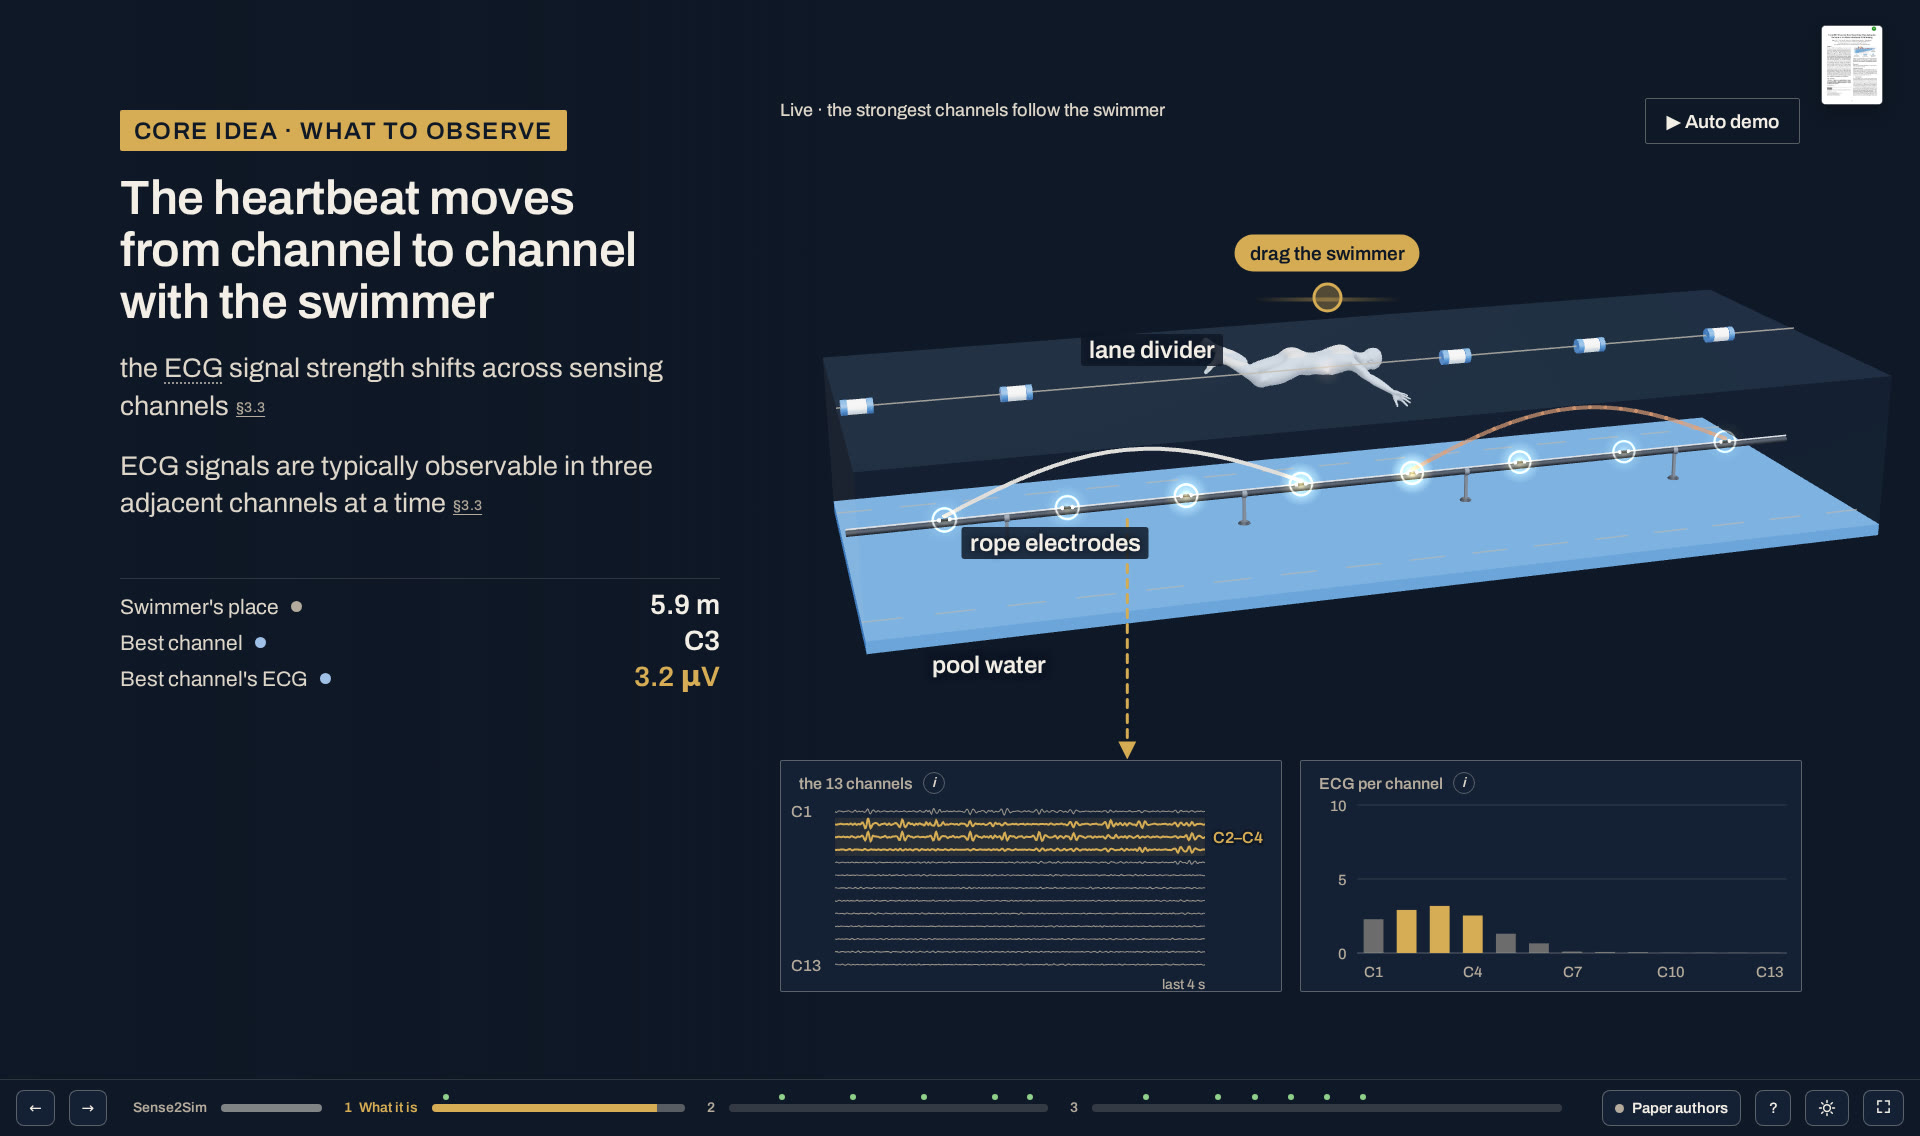 CORE IDEA · WHAT TO OBSERVE
The heartbeat moves
from channel to channel
with the swimmer
the ECG signal strength shifts across sensing
channels §3.3
ECG signals are typically observable in three
adjacent channels at a time §3.3
Swimmer's place
5.9 m
Best channel
C3
Best channel's ECG
3.2 µV
Live · the strongest channels follow the swimmer
▶ Auto demo
drag the swimmer
lane divider
rope electrodes
pool water
the 13 channels i
C1
C2–C4
C13
last 4 s
ECG per channel i
10
5
0
C1 C4 C7 C10 C13
← → Sense2Sim 1 What it is 2 3 Paper authors ?